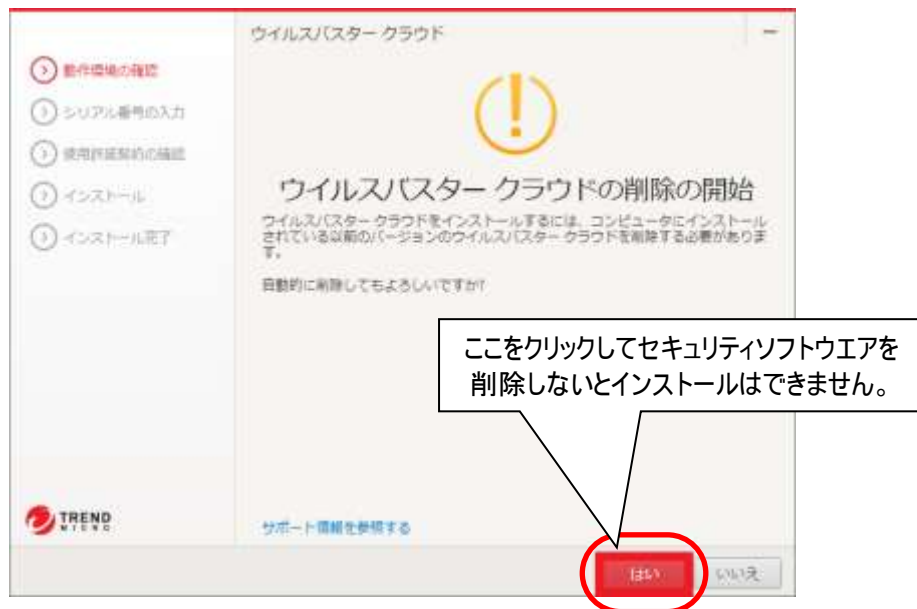 ウイルスバスター クラウド
動作環境の確認
シリアル番号の入力
使用許諾契約の確認
インストール
インストール完了
ウイルスバスター クラウドの削除の開始
ウイルスバスター クラウドをインストールするには、コンピュータにインストール
されている以前のバージョンのウイルスバスター クラウドを削除する必要がありま
す。
自動的に削除してもよろしいですか?
ここをクリックしてセキュリティソフトウエアを
削除しないとインストールはできません。
TREND
MICRO
サポート情報を参照する
はい
いいえ